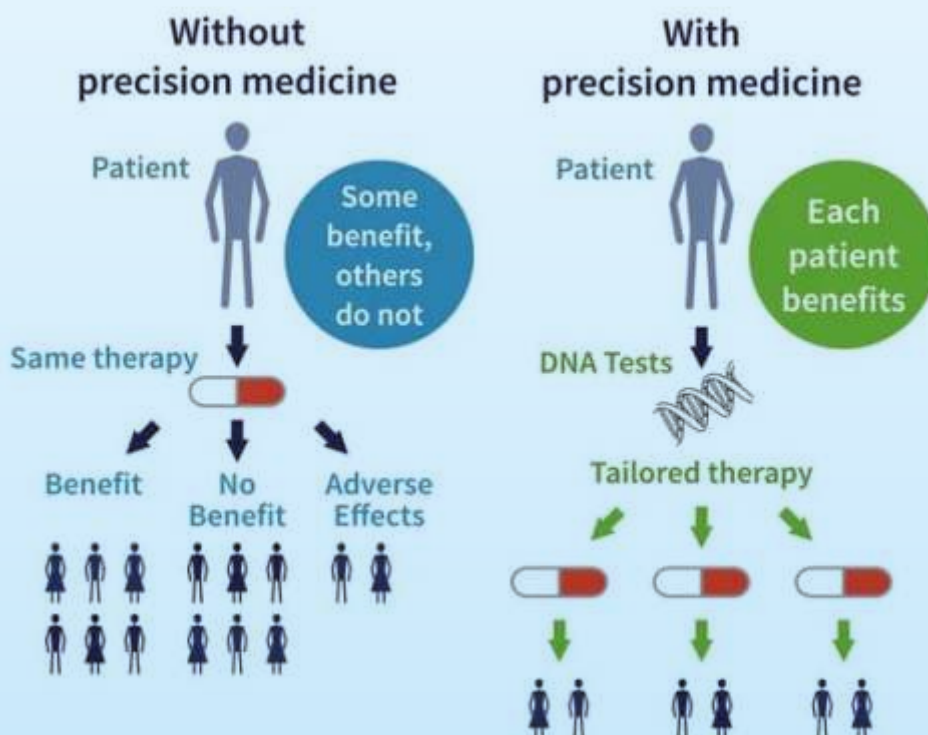 Without
precision medicine
Patient
Some
benefit,
others
do not
Same therapy
Benefit
No
Benefit
Adverse
Effects
With
precision medicine
Patient
Each
patient
benefits
DNA Tests
Tailored therapy